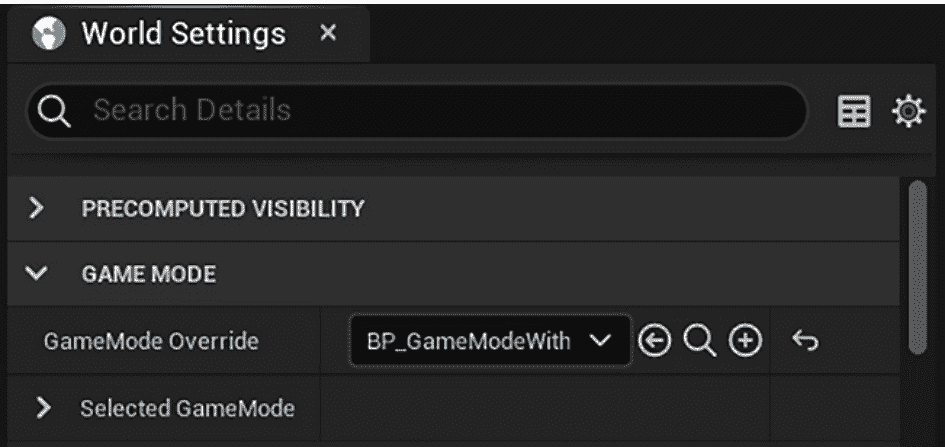 World Settings
Search Details
PRECOMPUTED VISIBILITY
GAME MODE
GameMode Override BP_GameModeWith
Selected GameMode